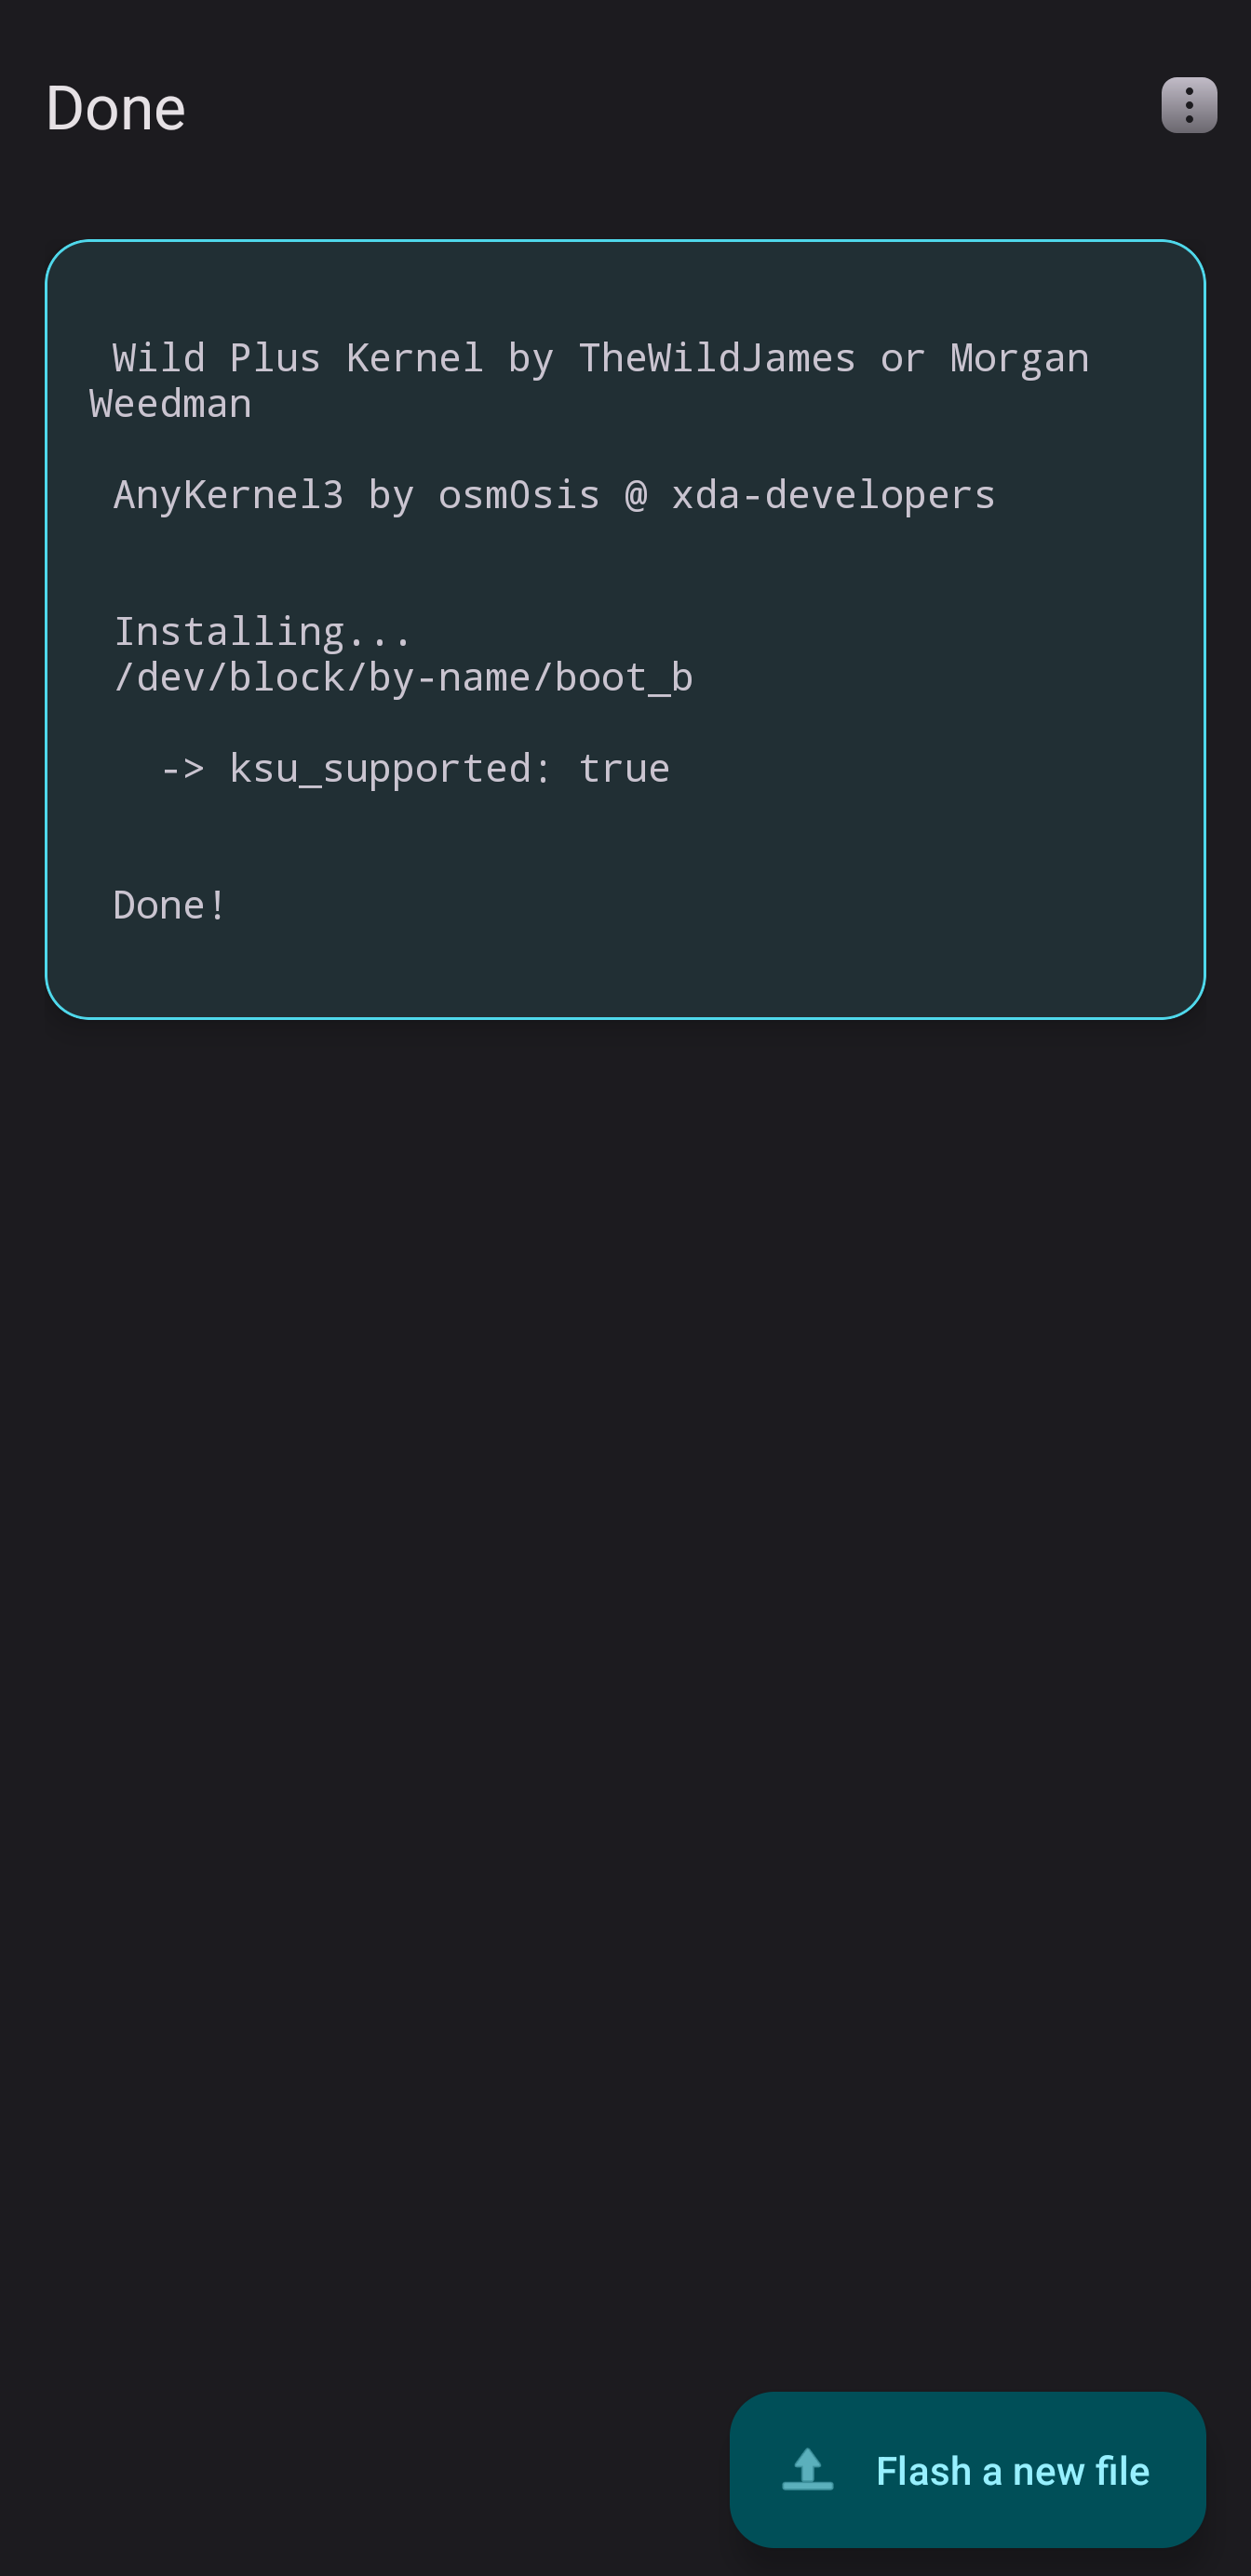 Done
Wild Plus Kernel by TheWildJames or Morgan
Weedman
AnyKernel3 by osm0sis @ xda-developers
Installing...
/dev/block/by-name/boot_b
-> ksu_supported: true
Done!
Flash a new file